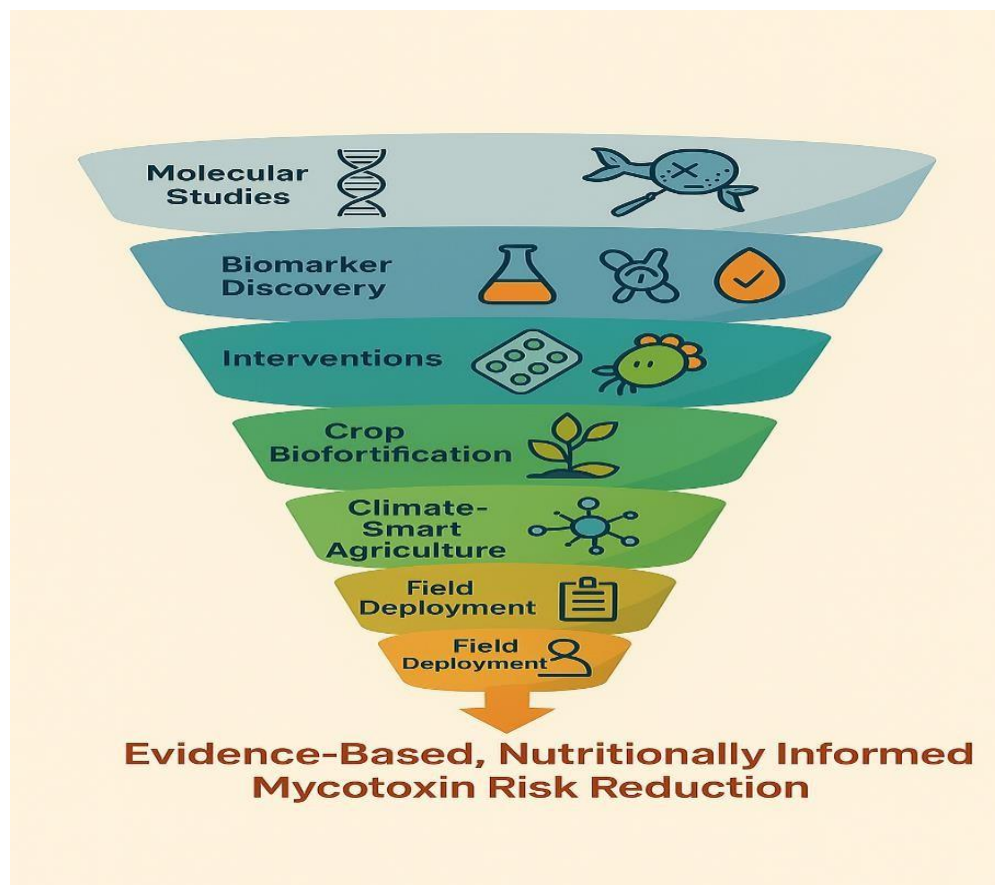 Molecular
Studies
Biomarker
Discovery
Interventions
Crop
Biofortification
Climate-
Smart
Agriculture
Field
Deployment
Field
Deployment
Evidence-Based, Nutritionally Informed
Mycotoxin Risk Reduction